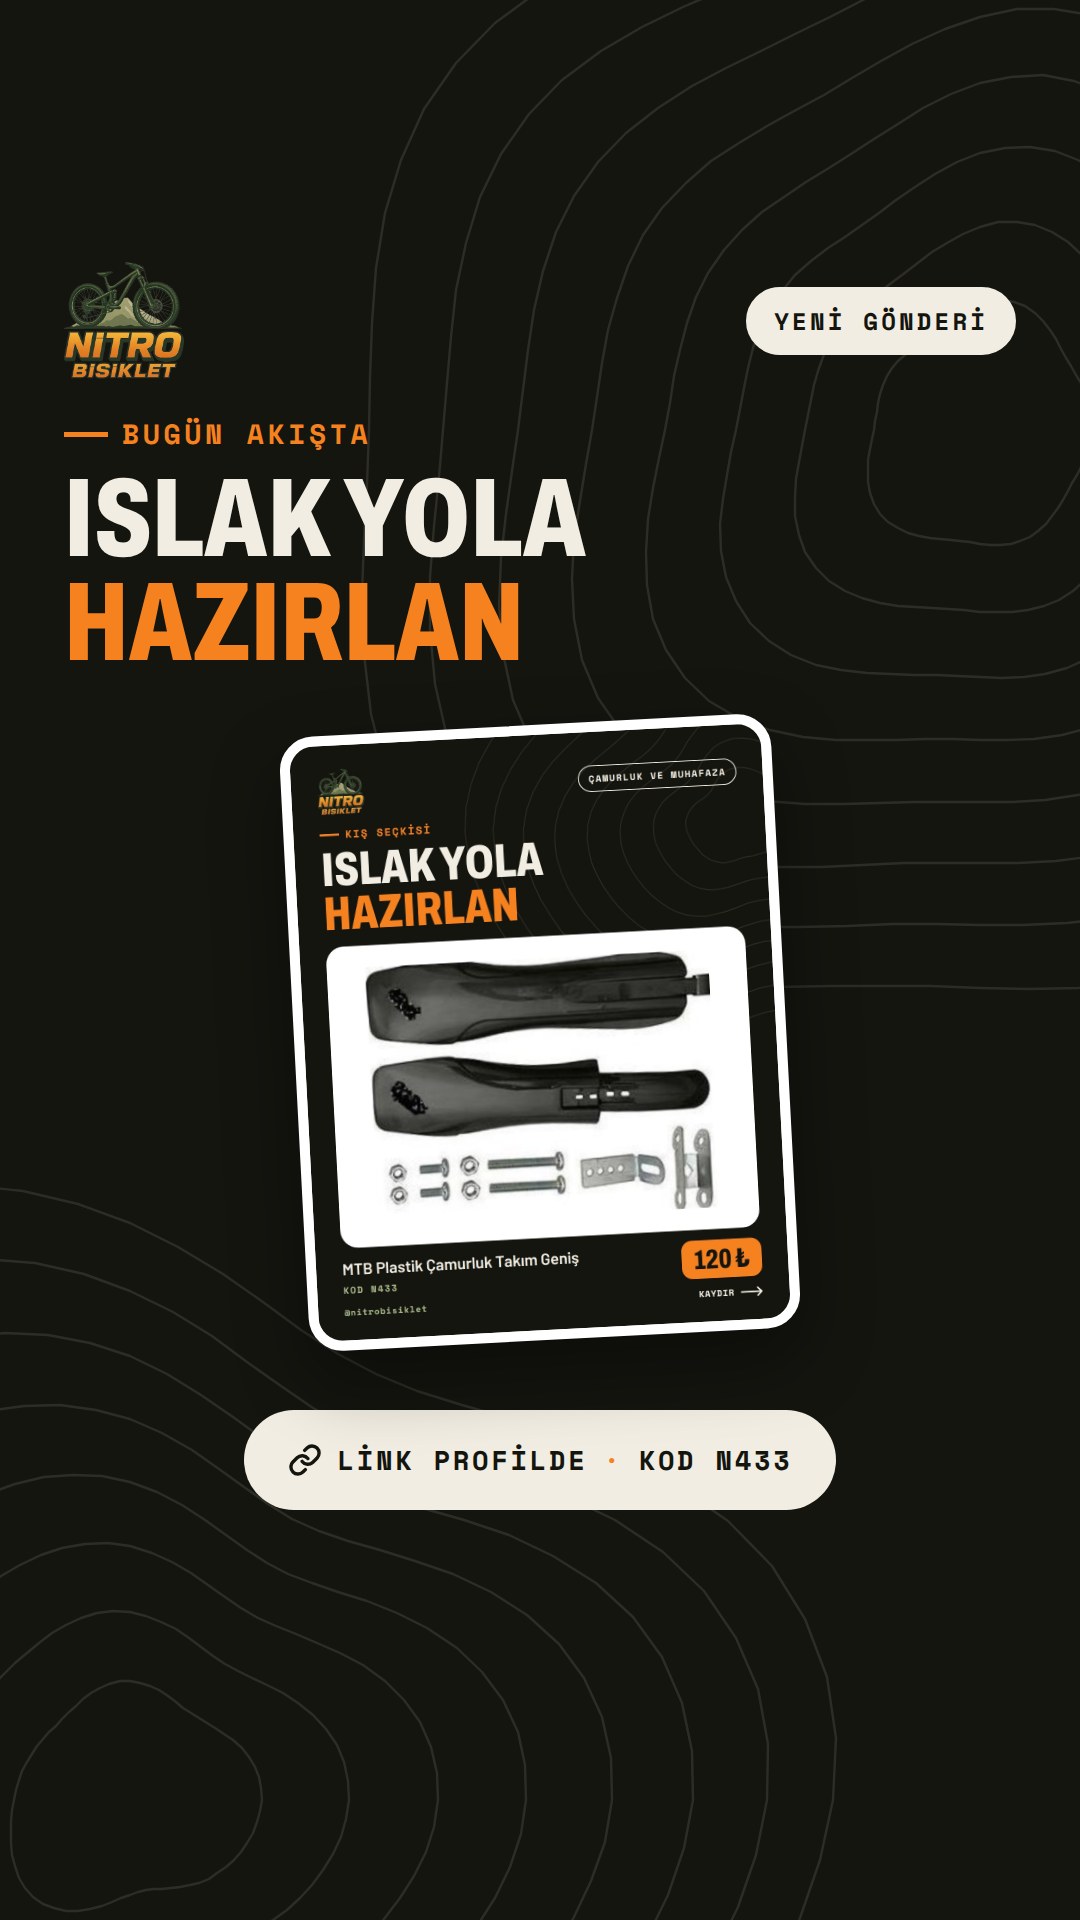 NiTRO
BiSiKLET
YENİ GÖNDERİ
BUGÜN AKIŞTA
ISLAK YOLA
HAZIRLAN
NiTRO
BiSiKLET
ÇAMURLUK VE MUHAFAZA
KIŞ SEÇKİSİ
ISLAK YOLA
HAZIRLAN
MTB Plastik Çamurluk Takım Geniş
120 ₺
KOD N433
KAYDIR
@nitrobisiklet
LİNK PROFİLDE • KOD N433